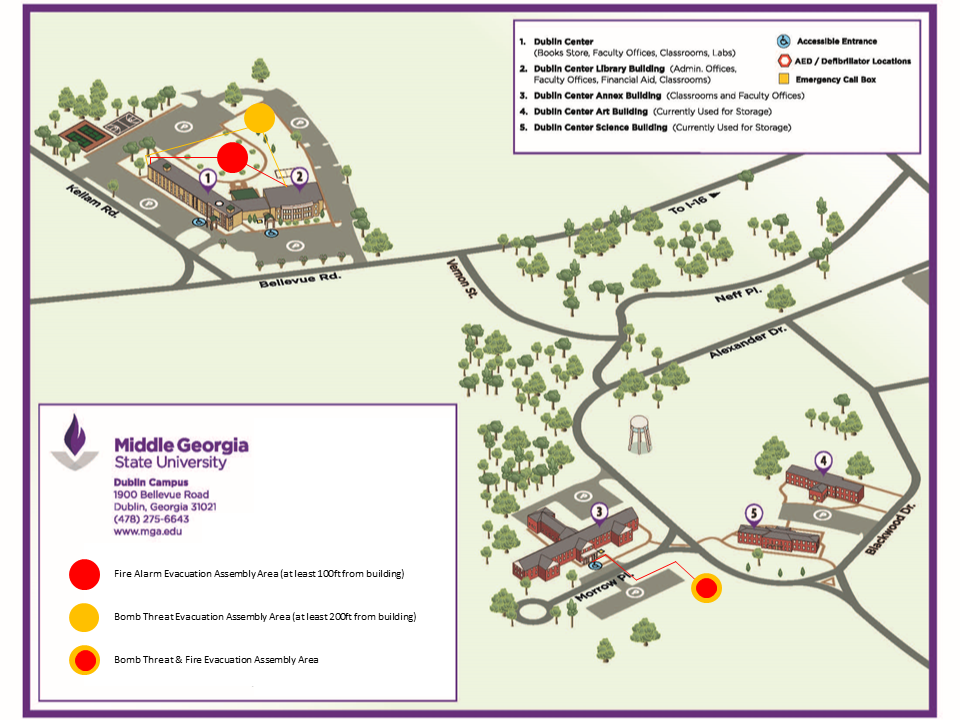 1. Dublin Center
(Books Store, Faculty Offices, Classrooms, Labs)
2. Dublin Center Library Building (Admin. Offices,
Faculty Offices, Financial Aid, Classrooms)
3. Dublin Center Annex Building (Classrooms and Faculty Offices)
4. Dublin Center Art Building (Currently Used for Storage)
5. Dublin Center Science Building (Currently Used for Storage)
Accessible Entrance
AED / Defibrillator Locations
Emergency Call Box
P
P
1
2
P
P
Kellam Rd.
To I-16
Bellevue Rd.
Vernon St.
Neff Pl.
Alexander Dr.
4
P
3
5
P
Blackwood Dr.
Morrow Pl.
P
Middle Georgia
State University
Dublin Campus
1900 Bellevue Road
Dublin, Georgia 31021
(478) 275-6643
www.mga.edu
Fire Alarm Evacuation Assembly Area (at least 100ft from building)
Bomb Threat Evacuation Assembly Area (at least 200ft from building)
Bomb Threat & Fire Evacuation Assembly Area